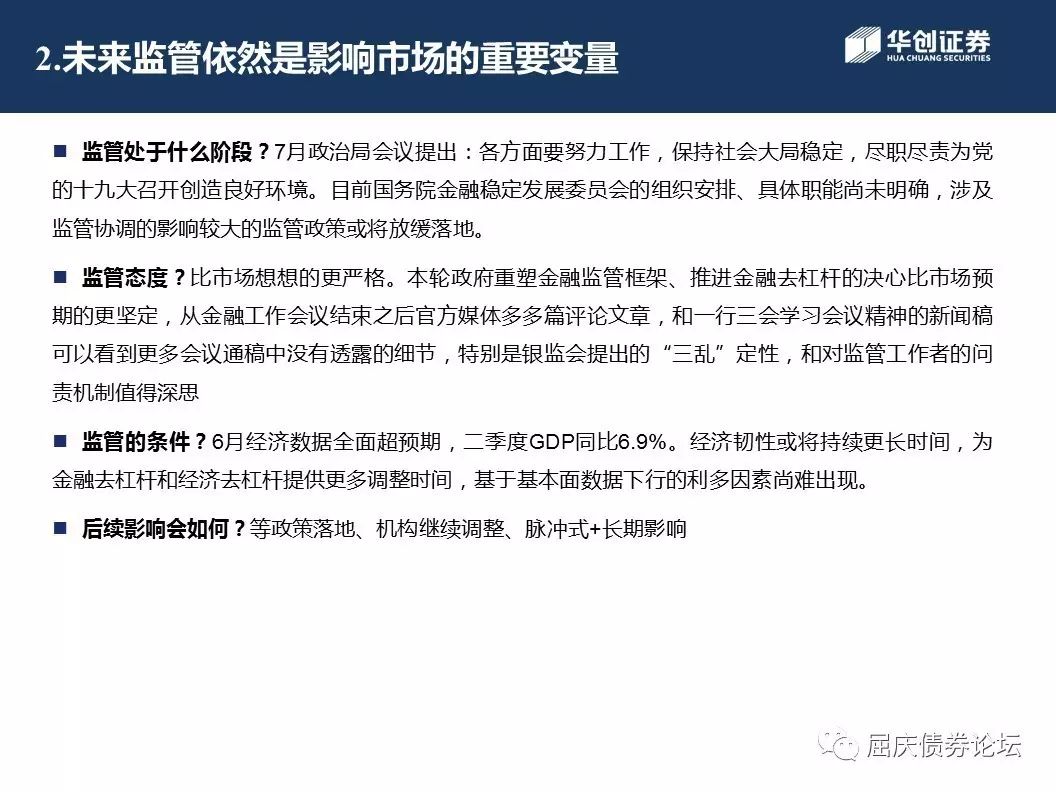 2.未来监管依然是影响市场的重要变量
华创证券
HUA CHUANG SECURITIES
■ 监管处于什么阶段？7月政治局会议提出：各方面要努力工作，保持社会大局稳定，尽职尽责为党
的十九大召开创造良好环境。目前国务院金融稳定发展委员会的组织安排、具体职能尚未明确，涉及
监管协调的影响较大的监管政策或将放缓落地。
■ 监管态度？比市场想想的更严格。本轮政府重塑金融监管框架、推进金融去杠杆的决心比市场预
期的更坚定，从金融工作会议结束之后官方媒体多多篇评论文章，和一行三会学习会议精神的新闻稿
可以看到更多会议通稿中没有透露的细节，特别是银监会提出的“三乱”定性，和对监管工作者的问
责机制值得深思
■ 监管的条件？6月经济数据全面超预期，二季度GDP同比6.9%。经济韧性或将持续更长时间，为
金融去杠杆和经济去杠杆提供更多调整时间，基于基本面数据下行的利多因素尚难出现。
■ 后续影响会如何？等政策落地、机构继续调整、脉冲式+长期影响
屈庆债券论坛